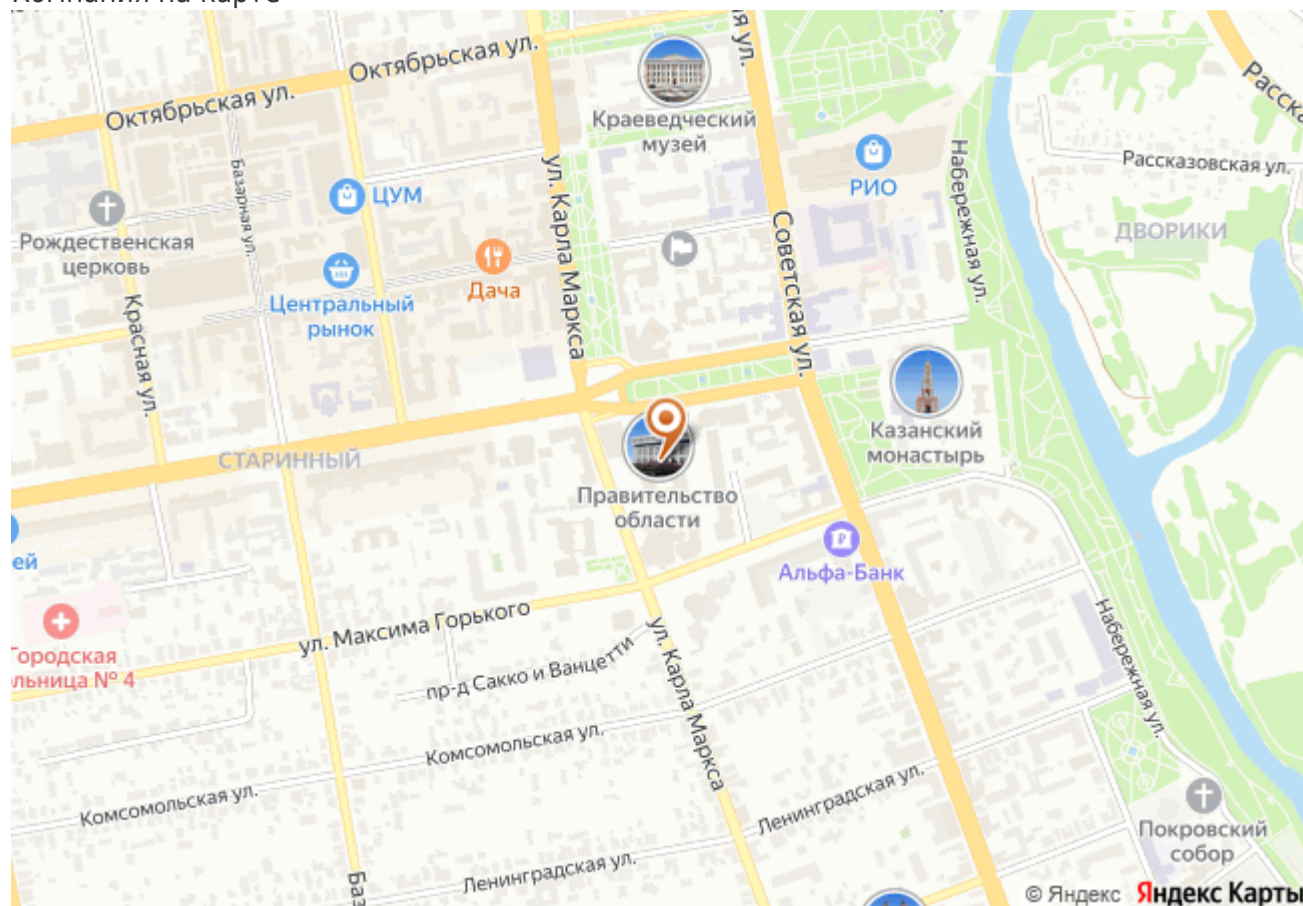 Октябрьская ул.
Октябрьская ул.
Краеведческий
музей
Рассказовская ул.
Базарная ул.
ЦУМ
ул. Карла Маркса
РИО
Набережная ул.
ДВОРИКИ
Рождественская
церковь
Центральный
рынок
Дача
Советская ул.
Красная ул.
Казанский
монастырь
СТАРИННЫЙ
Правительство
области
Альфа-Банк
ей
ул. Максима Горького
пр-д Сакко и Ванцетти
ул. Карла Маркса
Набережная ул.
Комсомольская ул.
Комсомольская ул.
Ленинградская ул.
Ленинградская ул.
Покровский
собор
© Яндекс Яндекс Карты